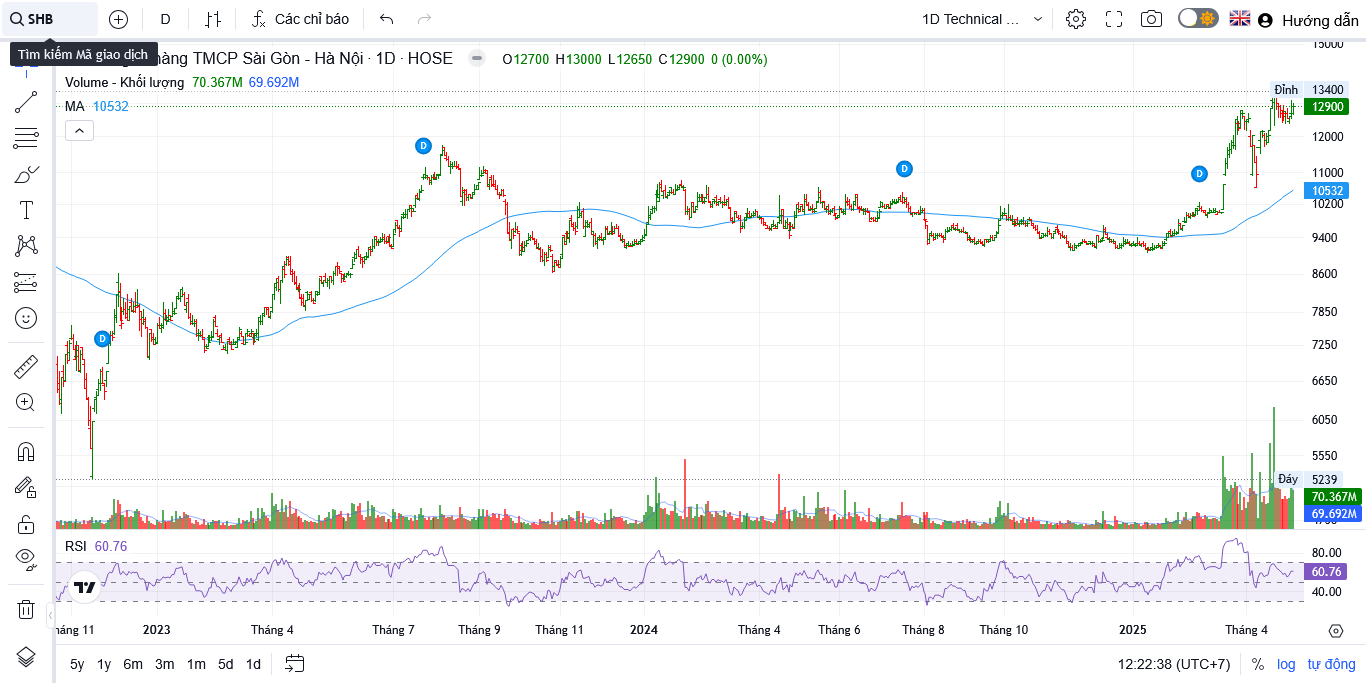 SHB
D
Các chỉ báo
1D Technical ...
Hướng dẫn
Tìm kiếm Mã giao dịch
hàng TMCP Sài Gòn - Hà Nội · 1D · HOSE
O12700 H13000 L12650 C12900 0 (0.00%)
Volume - Khối lượng 70.367M 69.692M
MA 10532
15000
Đỉnh 13400
12900
12000
11000
10532
10200
9400
8600
7850
7250
6650
6050
5550
Đáy 5239
70.367M
69.692M
D
D
D
D
RSI 60.76
80.00
60.76
40.00
háng 11 2023 Tháng 4 Tháng 7 Tháng 9 Tháng 11 2024 Tháng 4 Tháng 6 Tháng 8 Tháng 10 2025 Tháng 4
5y 1y 6m 3m 1m 5d 1d
12:22:38 (UTC+7) % log tự động